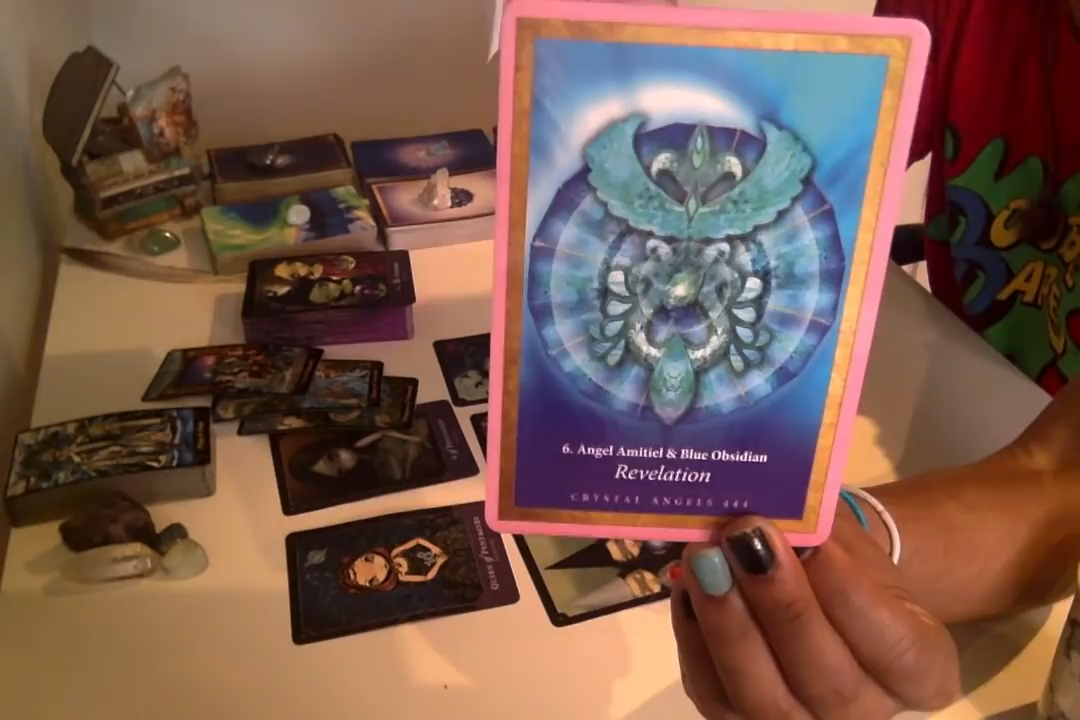 6. Angel Amitiel & Blue Obsidian
Revelation
CRYSTAL ANGELS 444
QUEEN of PENTACLES